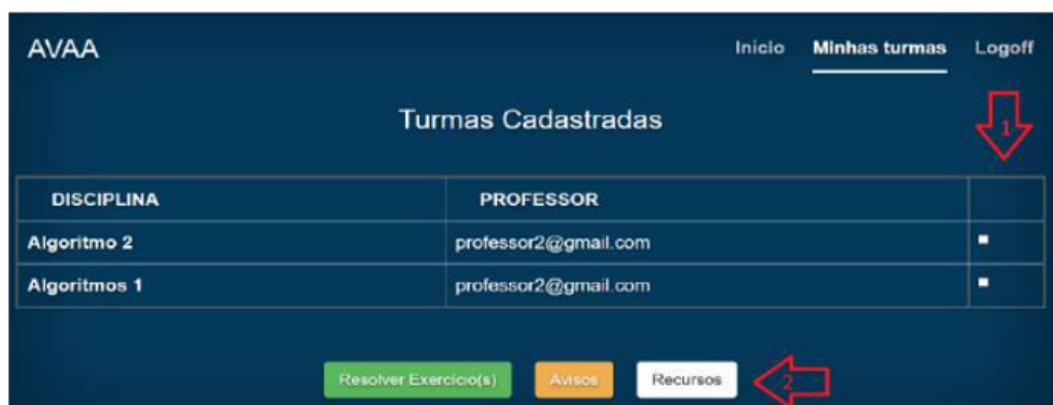 AVAA Inicio Minhas turmas Logoff
Turmas Cadastradas
1
DISCIPLINA PROFESSOR
Algoritmo 2 professor2@gmail.com
Algoritmos 1 professor2@gmail.com
Resolver Exercicio(s) Avisos Recursos 2